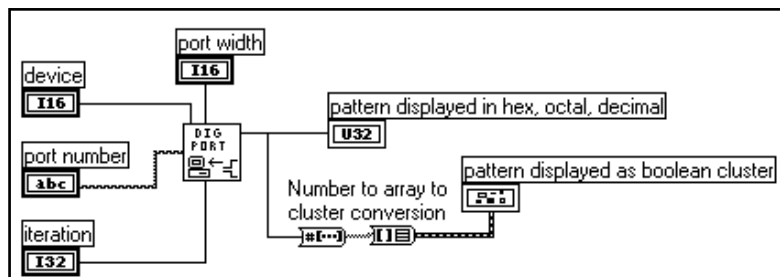 port width
I16
device
I16
pattern displayed in hex, octal, decimal
U32
DIG
PORT
port number
abc
pattern displayed as boolean cluster
Number to array to
cluster conversion
#[···]
[]
iteration
I32